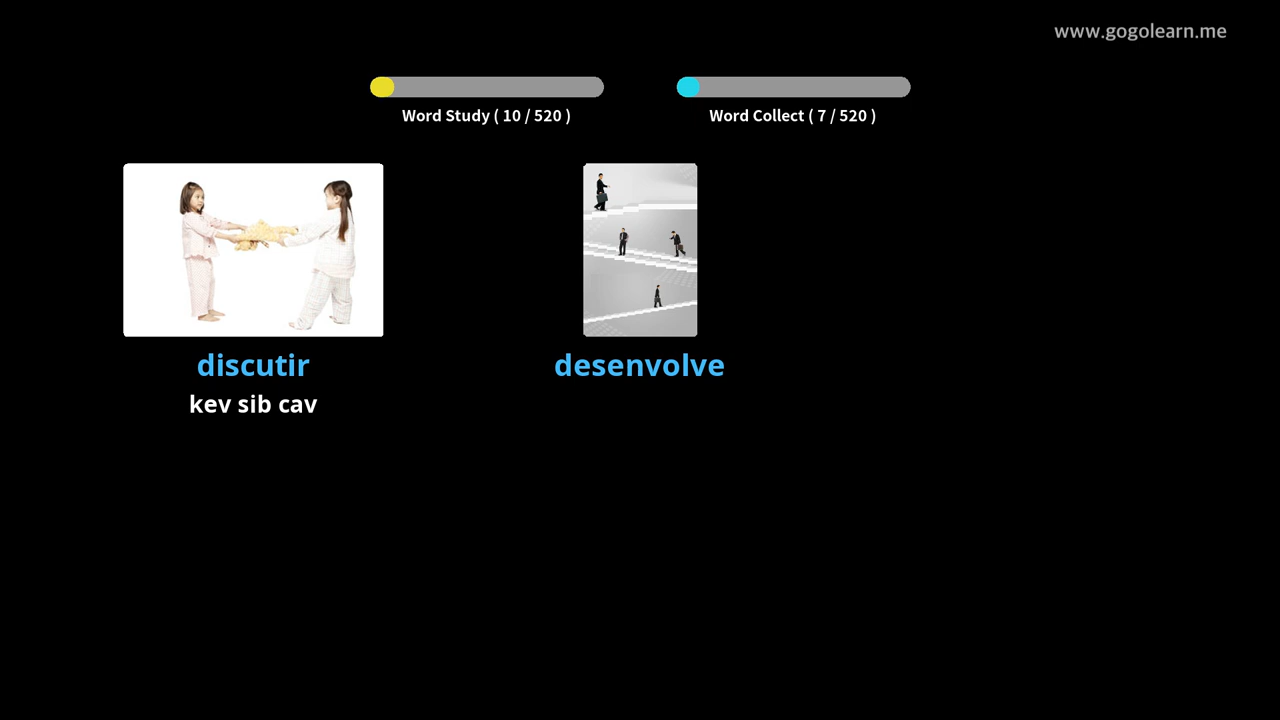 www.gogolearn.me
Word Study ( 10 / 520 )
Word Collect ( 7 / 520 )
discutir
desenvolve
kev sib cav